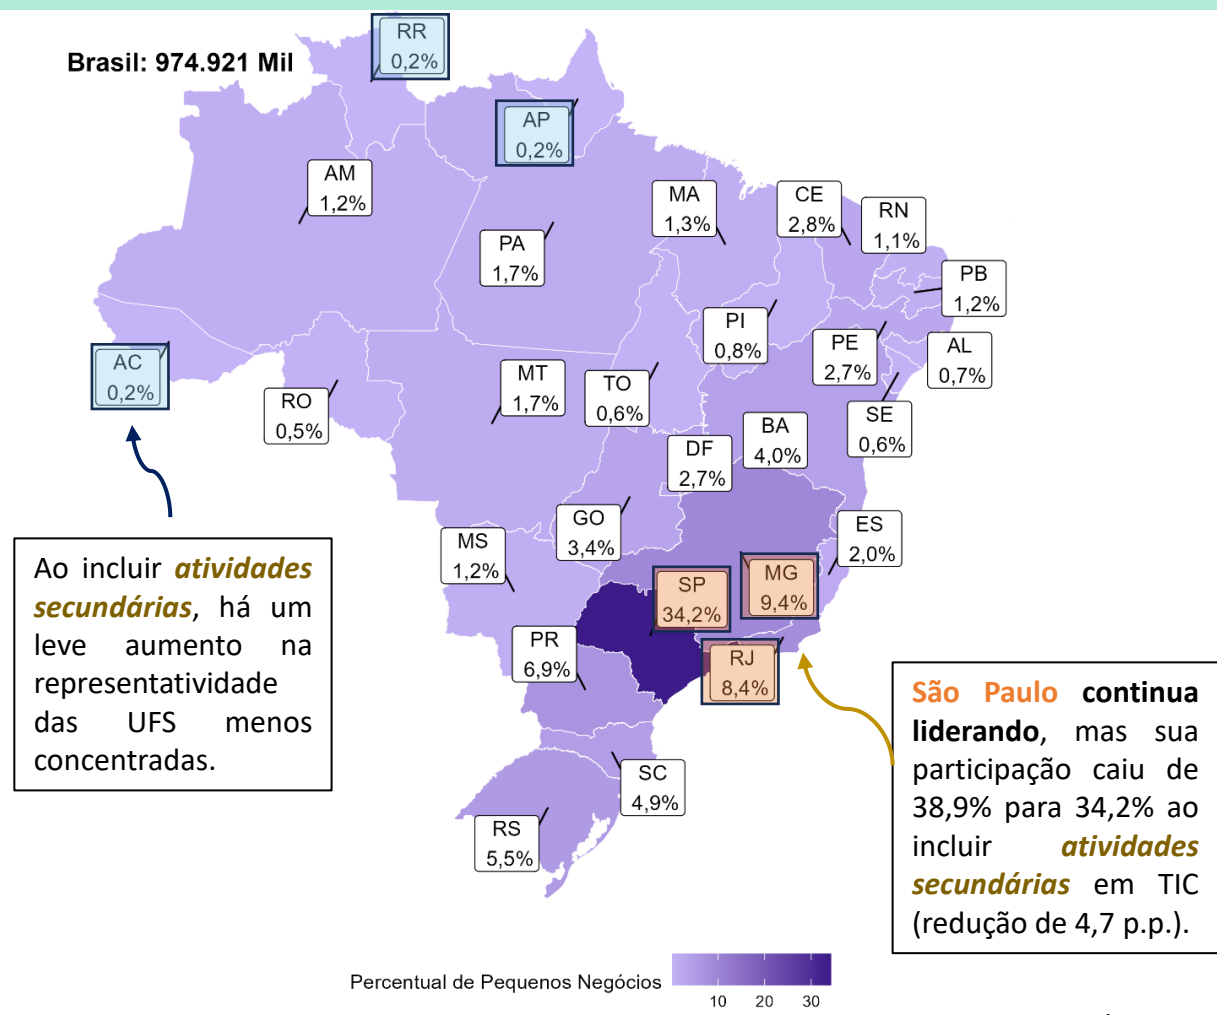 Brasil: 974.921 Mil
RR
0,2%
AP
0,2%
AM
1,2%
MA
1,3%
CE
2,8%
RN
1,1%
PA
1,7%
PB
1,2%
PI
0,8%
PE
2,7%
AL
0,7%
AC
0,2%
RO
0,5%
MT
1,7%
TO
0,6%
SE
0,6%
BA
4,0%
DF
2,7%
GO
3,4%
ES
2,0%
MS
1,2%
SP
34,2%
MG
9,4%
PR
6,9%
RJ
8,4%
SC
4,9%
RS
5,5%
Ao incluir atividades
secundárias, há um
leve aumento na
representatividade
das UFS menos
concentradas.
São Paulo continua
liderando, mas sua
participação caiu de
38,9% para 34,2% ao
incluir atividades
secundárias em TIC
(redução de 4,7 p.p.).
Percentual de Pequenos Negócios
10 20 30